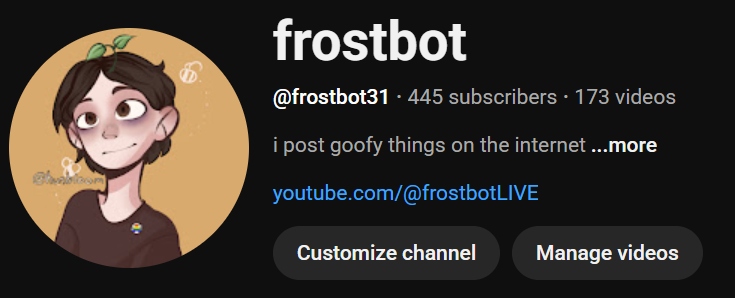 frostbot
@frostbot31 · 445 subscribers · 173 videos
i post goofy things on the internet ...more
youtube.com/@frostbotLIVE
Customize channel
Manage videos